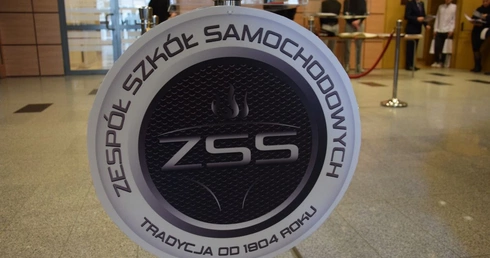 ZESPÓŁ SZKÓŁ SAMOCHODOWYCH
ZSS
TRADYCJA OD 1804 ROKU